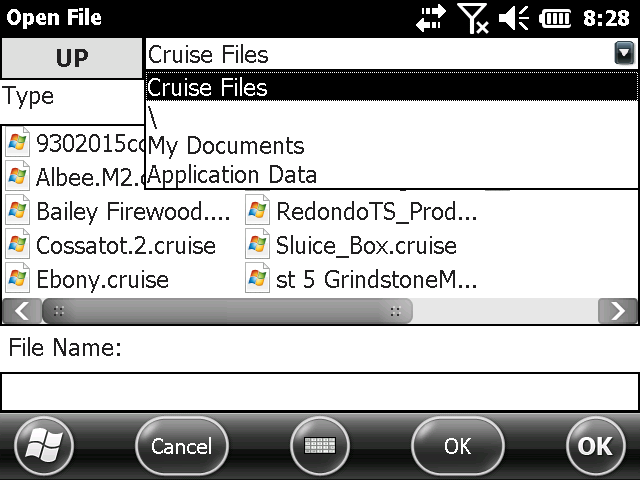 Open File
8:28
UP
Cruise Files
Cruise Files
\
My Documents
Application Data
Type
9302015cc
Albee.M2.
Bailey Firewood....
RedondoTS_Prod...
Cossatot.2.cruise
Sluice_Box.cruise
Ebony.cruise
st 5 GrindstoneM...
File Name:
Cancel
OK
OK